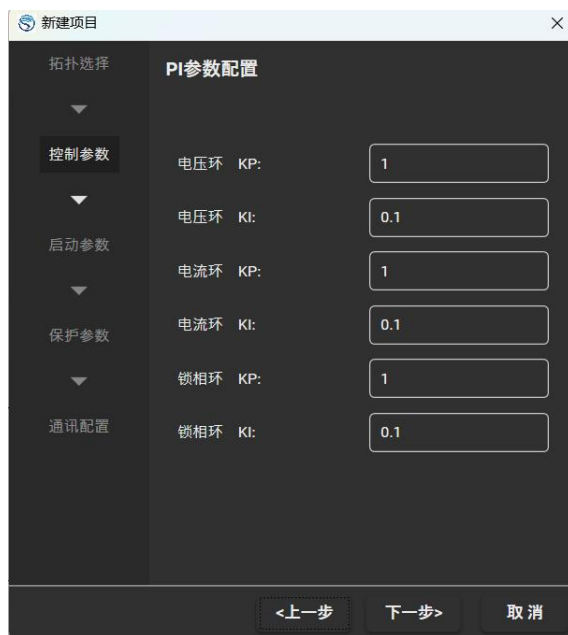 新建项目
拓扑选择
控制参数
启动参数
保护参数
通讯配置
PI参数配置
电压环 KP: 1
电压环 KI: 0.1
电流环 KP: 1
电流环 KI: 0.1
锁相环 KP: 1
锁相环 KI: 0.1
<上一步 下一步> 取消